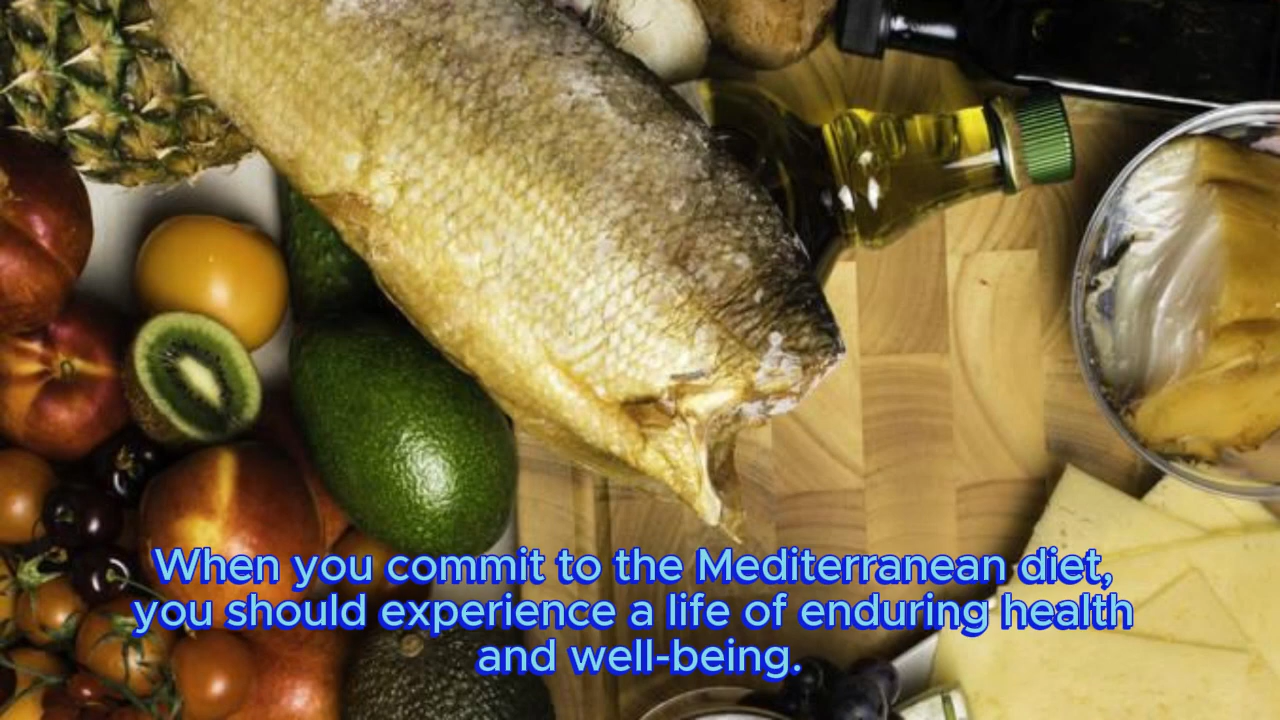 When you commit to the Mediterranean diet,
you should experience a life of enduring health
and well-being.